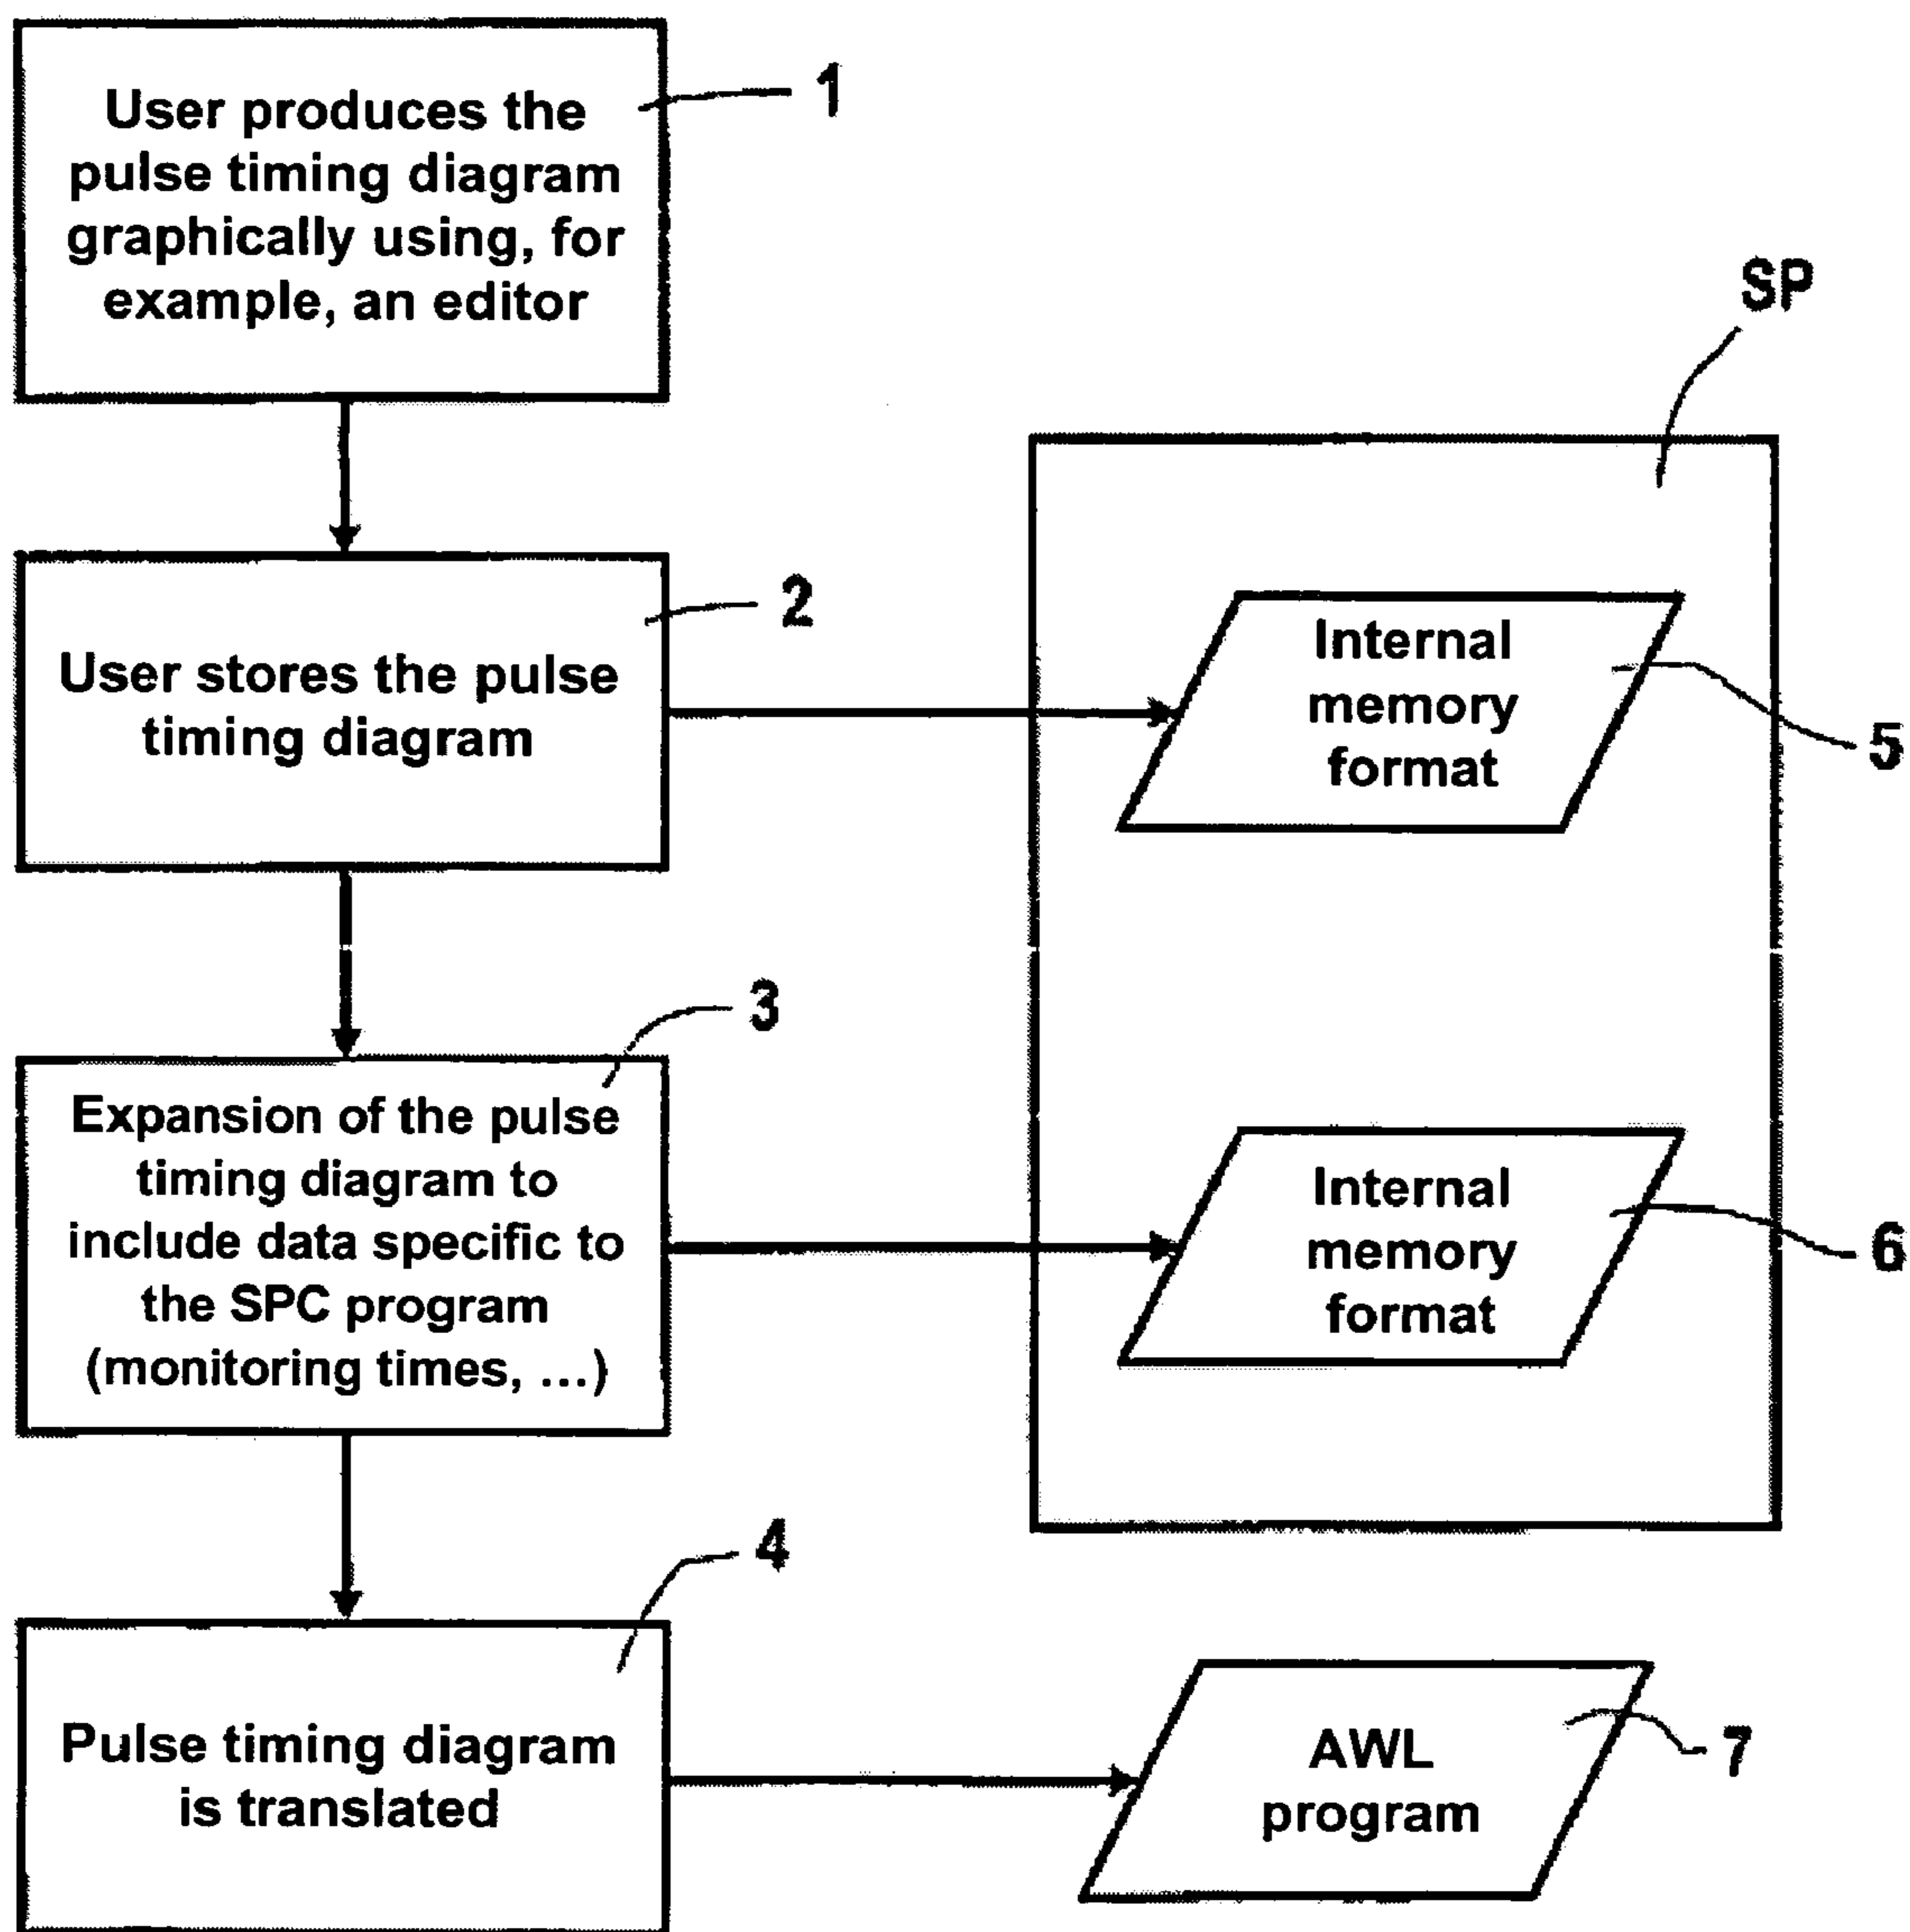 User produces the
pulse timing diagram
graphically using, for
example, an editor
1
SP
User stores the pulse
timing diagram
2
Internal
memory
format
5
Expansion of the pulse
timing diagram to
include data specific to
the SPC program
(monitoring times, ...)
3
Internal
memory
format
6
Pulse timing diagram
is translated
4
AWL
program
7